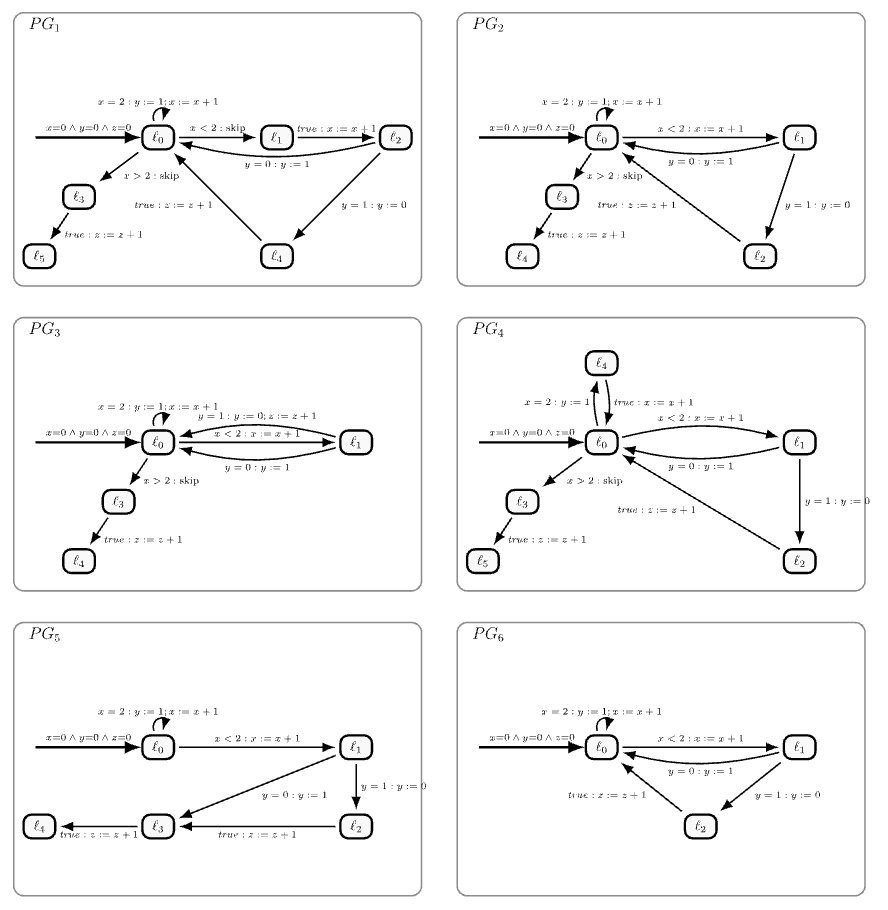 PG₁
x = 2 : y := 1; x := x + 1
x=0 ∧ y=0 ∧ z=0
ℓ₀
x < 2 : skip
ℓ₁
true : x := x + 1
ℓ₂
y = 0 : y := 1
x > 2 : skip
ℓ₃
true : z := z + 1
y = 1 : y := 0
true : z := z + 1
ℓ₅
ℓ₄
PG₂
x = 2 : y := 1; x := x + 1
x=0 ∧ y=0 ∧ z=0
ℓ₀
x < 2 : x := x + 1
ℓ₁
y = 0 : y := 1
x > 2 : skip
ℓ₃
true : z := z + 1
y = 1 : y := 0
true : z := z + 1
ℓ₄
ℓ₂
PG₃
x = 2 : y := 1; x := x + 1
y = 1 : y := 0; z := z + 1
x=0 ∧ y=0 ∧ z=0
ℓ₀
x < 2 : x := x + 1
ℓ₁
y = 0 : y := 1
x > 2 : skip
ℓ₃
true : z := z + 1
ℓ₄
PG₄
ℓ₄
x = 2 : y := 1
true : x := x + 1
x < 2 : x := x + 1
x=0 ∧ y=0 ∧ z=0
ℓ₀
ℓ₁
y = 0 : y := 1
x > 2 : skip
ℓ₃
y = 1 : y := 0
true : z := z + 1
true : z := z + 1
ℓ₅
ℓ₂
PG₅
x = 2 : y := 1; x := x + 1
x=0 ∧ y=0 ∧ z=0
ℓ₀
x < 2 : x := x + 1
ℓ₁
y = 0 : y := 1
y = 1 : y := 0
ℓ₄
true : z := z + 1
ℓ₃
true : z := z + 1
ℓ₂
PG₆
x = 2 : y := 1; x := x + 1
x=0 ∧ y=0 ∧ z=0
ℓ₀
x < 2 : x := x + 1
ℓ₁
y = 0 : y := 1
true : z := z + 1
y = 1 : y := 0
ℓ₂